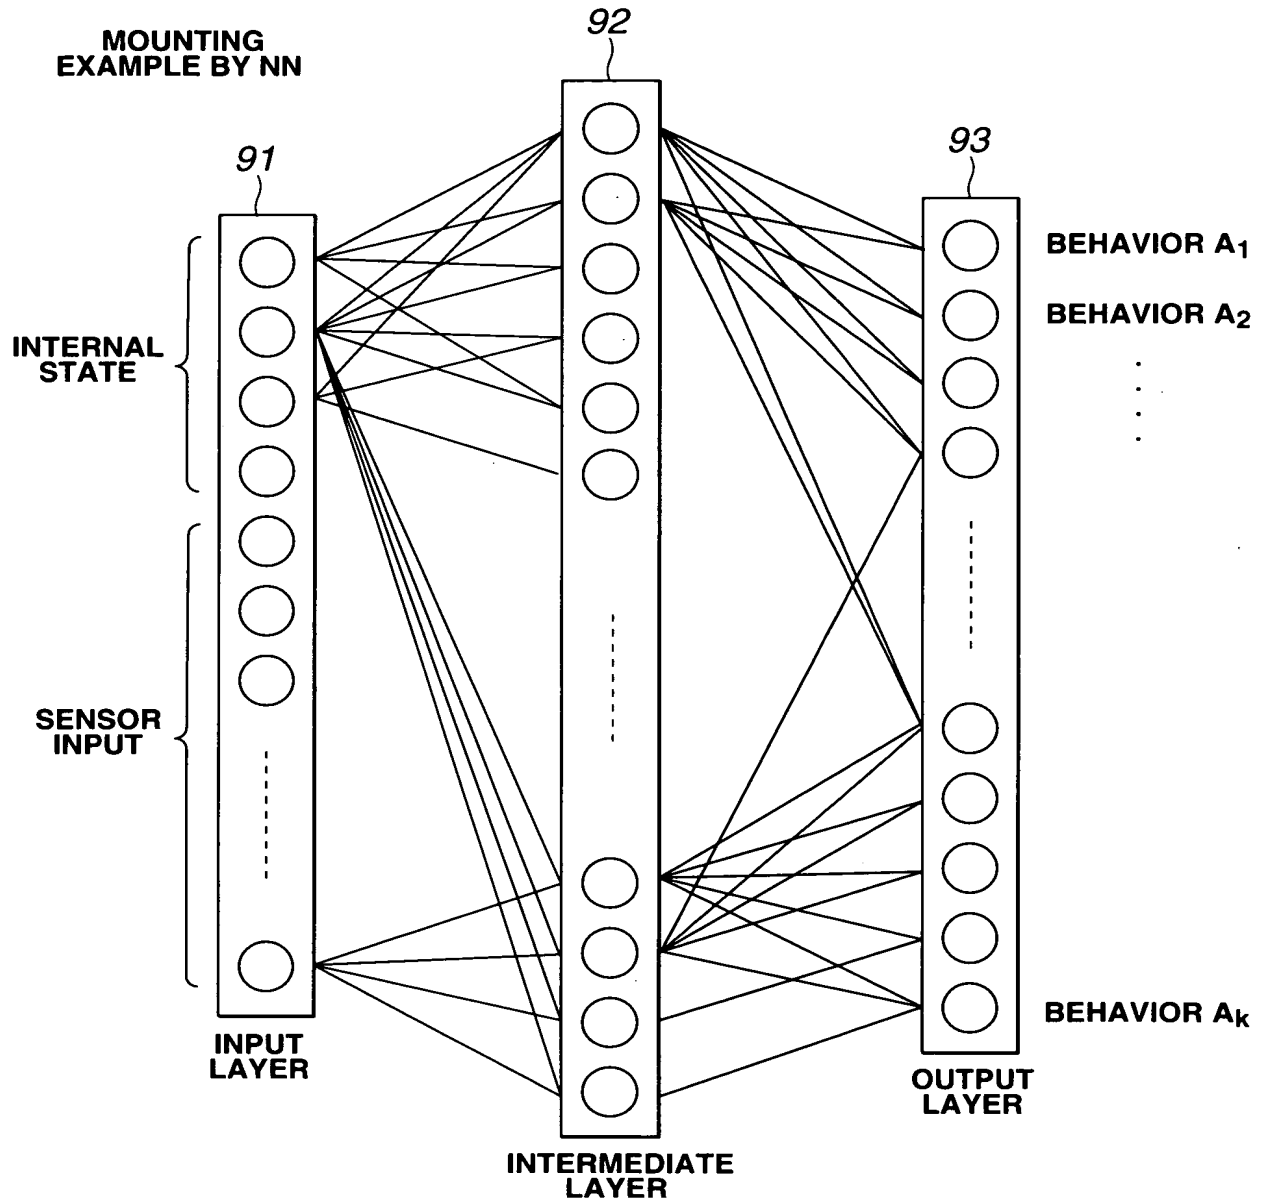 MOUNTING
EXAMPLE BY NN
91
92
93
INTERNAL
STATE
SENSOR
INPUT
BEHAVIOR A1
BEHAVIOR A2
BEHAVIOR Ak
INPUT
LAYER
INTERMEDIATE
LAYER
OUTPUT
LAYER